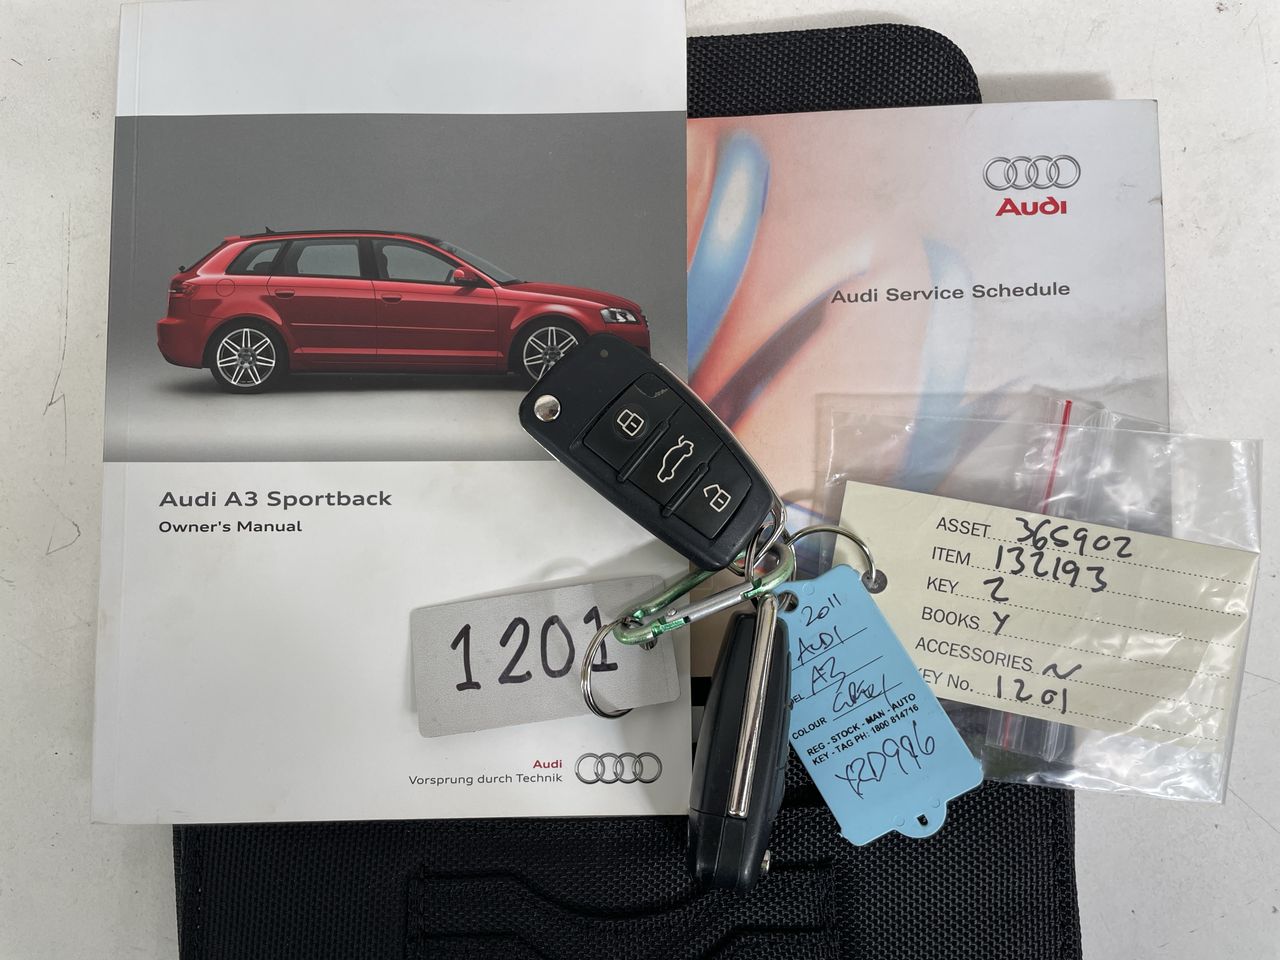 Audi
Audi Service Schedule
Audi A3 Sportback
Owner's Manual
ASSET 365902
ITEM 132193
KEY 2
BOOKS Y
ACCESSORIES N
KEY No. 1201
1201
2011
AUDI
A3
COLOUR
REG - STOCK - MAN - AUTO
KEY - TAG PH: 1800 814716
Audi
Vorsprung durch Technik